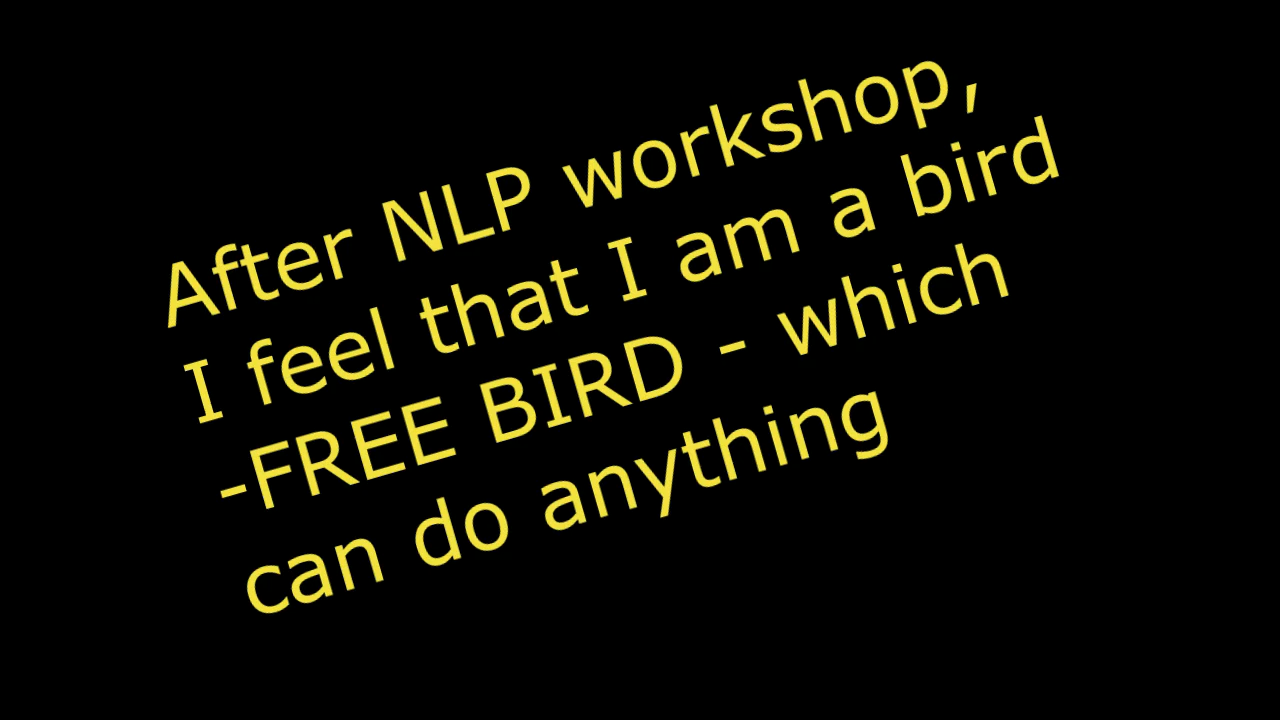 After NLP workshop,
I feel that I am a bird
-FREE BIRD - which
can do anything